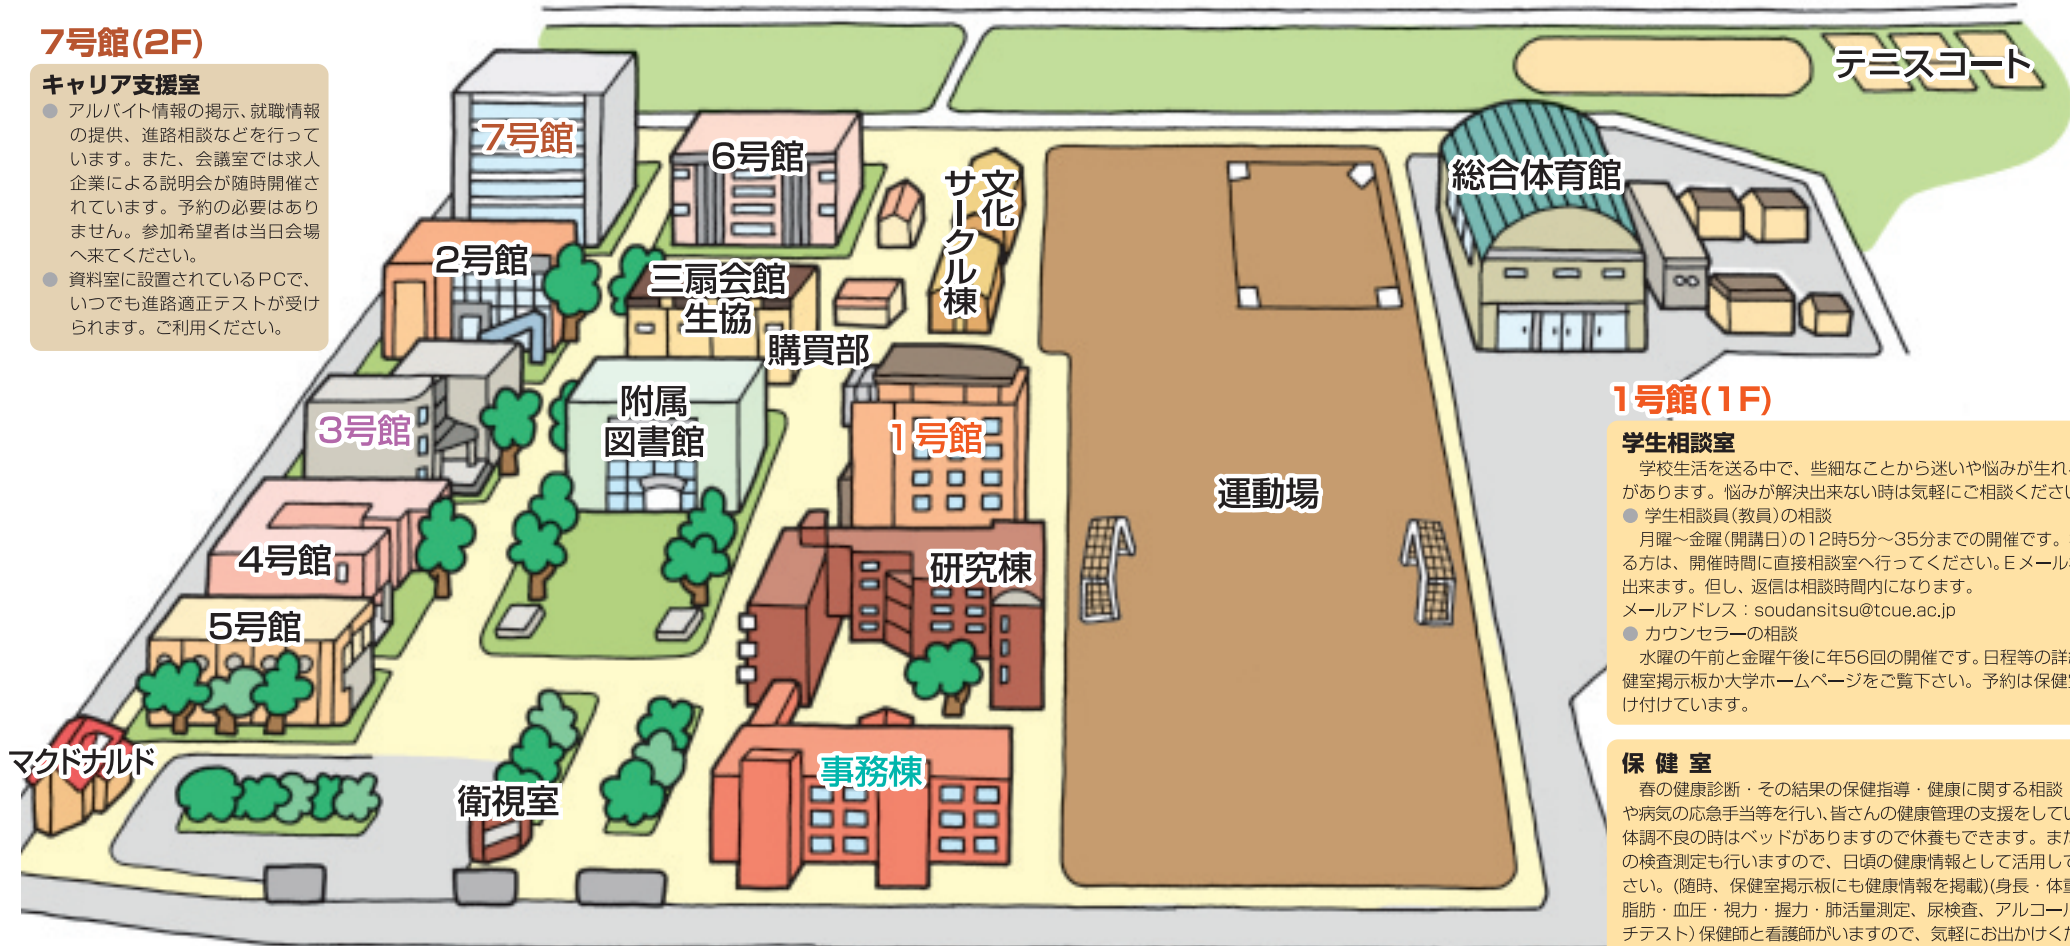 7号館(2F)
キャリア支援室
● アルバイト情報の掲示、就職情報
の提供、進路相談などを行って
います。また、会議室では求人
企業による説明会が随時開催さ
れています。予約の必要はあり
ません。参加希望者は当日会場
へ来てください。
● 資料室に設置されているPCで、
いつでも進路適正テストが受け
られます。ご利用ください。
テニスコート
7号館
6号館
文化
サークル棟
総合体育館
2号館
三扇会館
生協
購買部
附属
図書館
3号館
1号館
運動場
4号館
研究棟
5号館
マクドナルド
衛視室
事務棟
1号館(1F)
学生相談室
学校生活を送る中で、些細なことから迷いや悩みが生れ
があります。悩みが解決出来ない時は気軽にご相談ください
● 学生相談員(教員)の相談
月曜〜金曜(開講日)の12時5分〜35分までの開催です。
る方は、開催時間に直接相談室へ行ってください。Eメール
出来ます。但し、返信は相談時間内になります。
メールアドレス：soudansitsu@tcue.ac.jp
● カウンセラーの相談
水曜の午前と金曜午後に年56回の開催です。日程等の詳
健室掲示板か大学ホームページをご覧下さい。予約は保健
け付けています。
保健室
春の健康診断・その結果の保健指導・健康に関する相談
や病気の応急手当等を行い、皆さんの健康管理の支援をしてい
体調不良の時はベッドがありますので休養もできます。また
の検査測定も行いますので、日頃の健康情報として活用して
さい。(随時、保健室掲示板にも健康情報を掲載)(身長・体重
脂肪・血圧・視力・握力・肺活量測定、尿検査、アルコール
チテスト)保健師と看護師がいますので、気軽にお出かけくだ